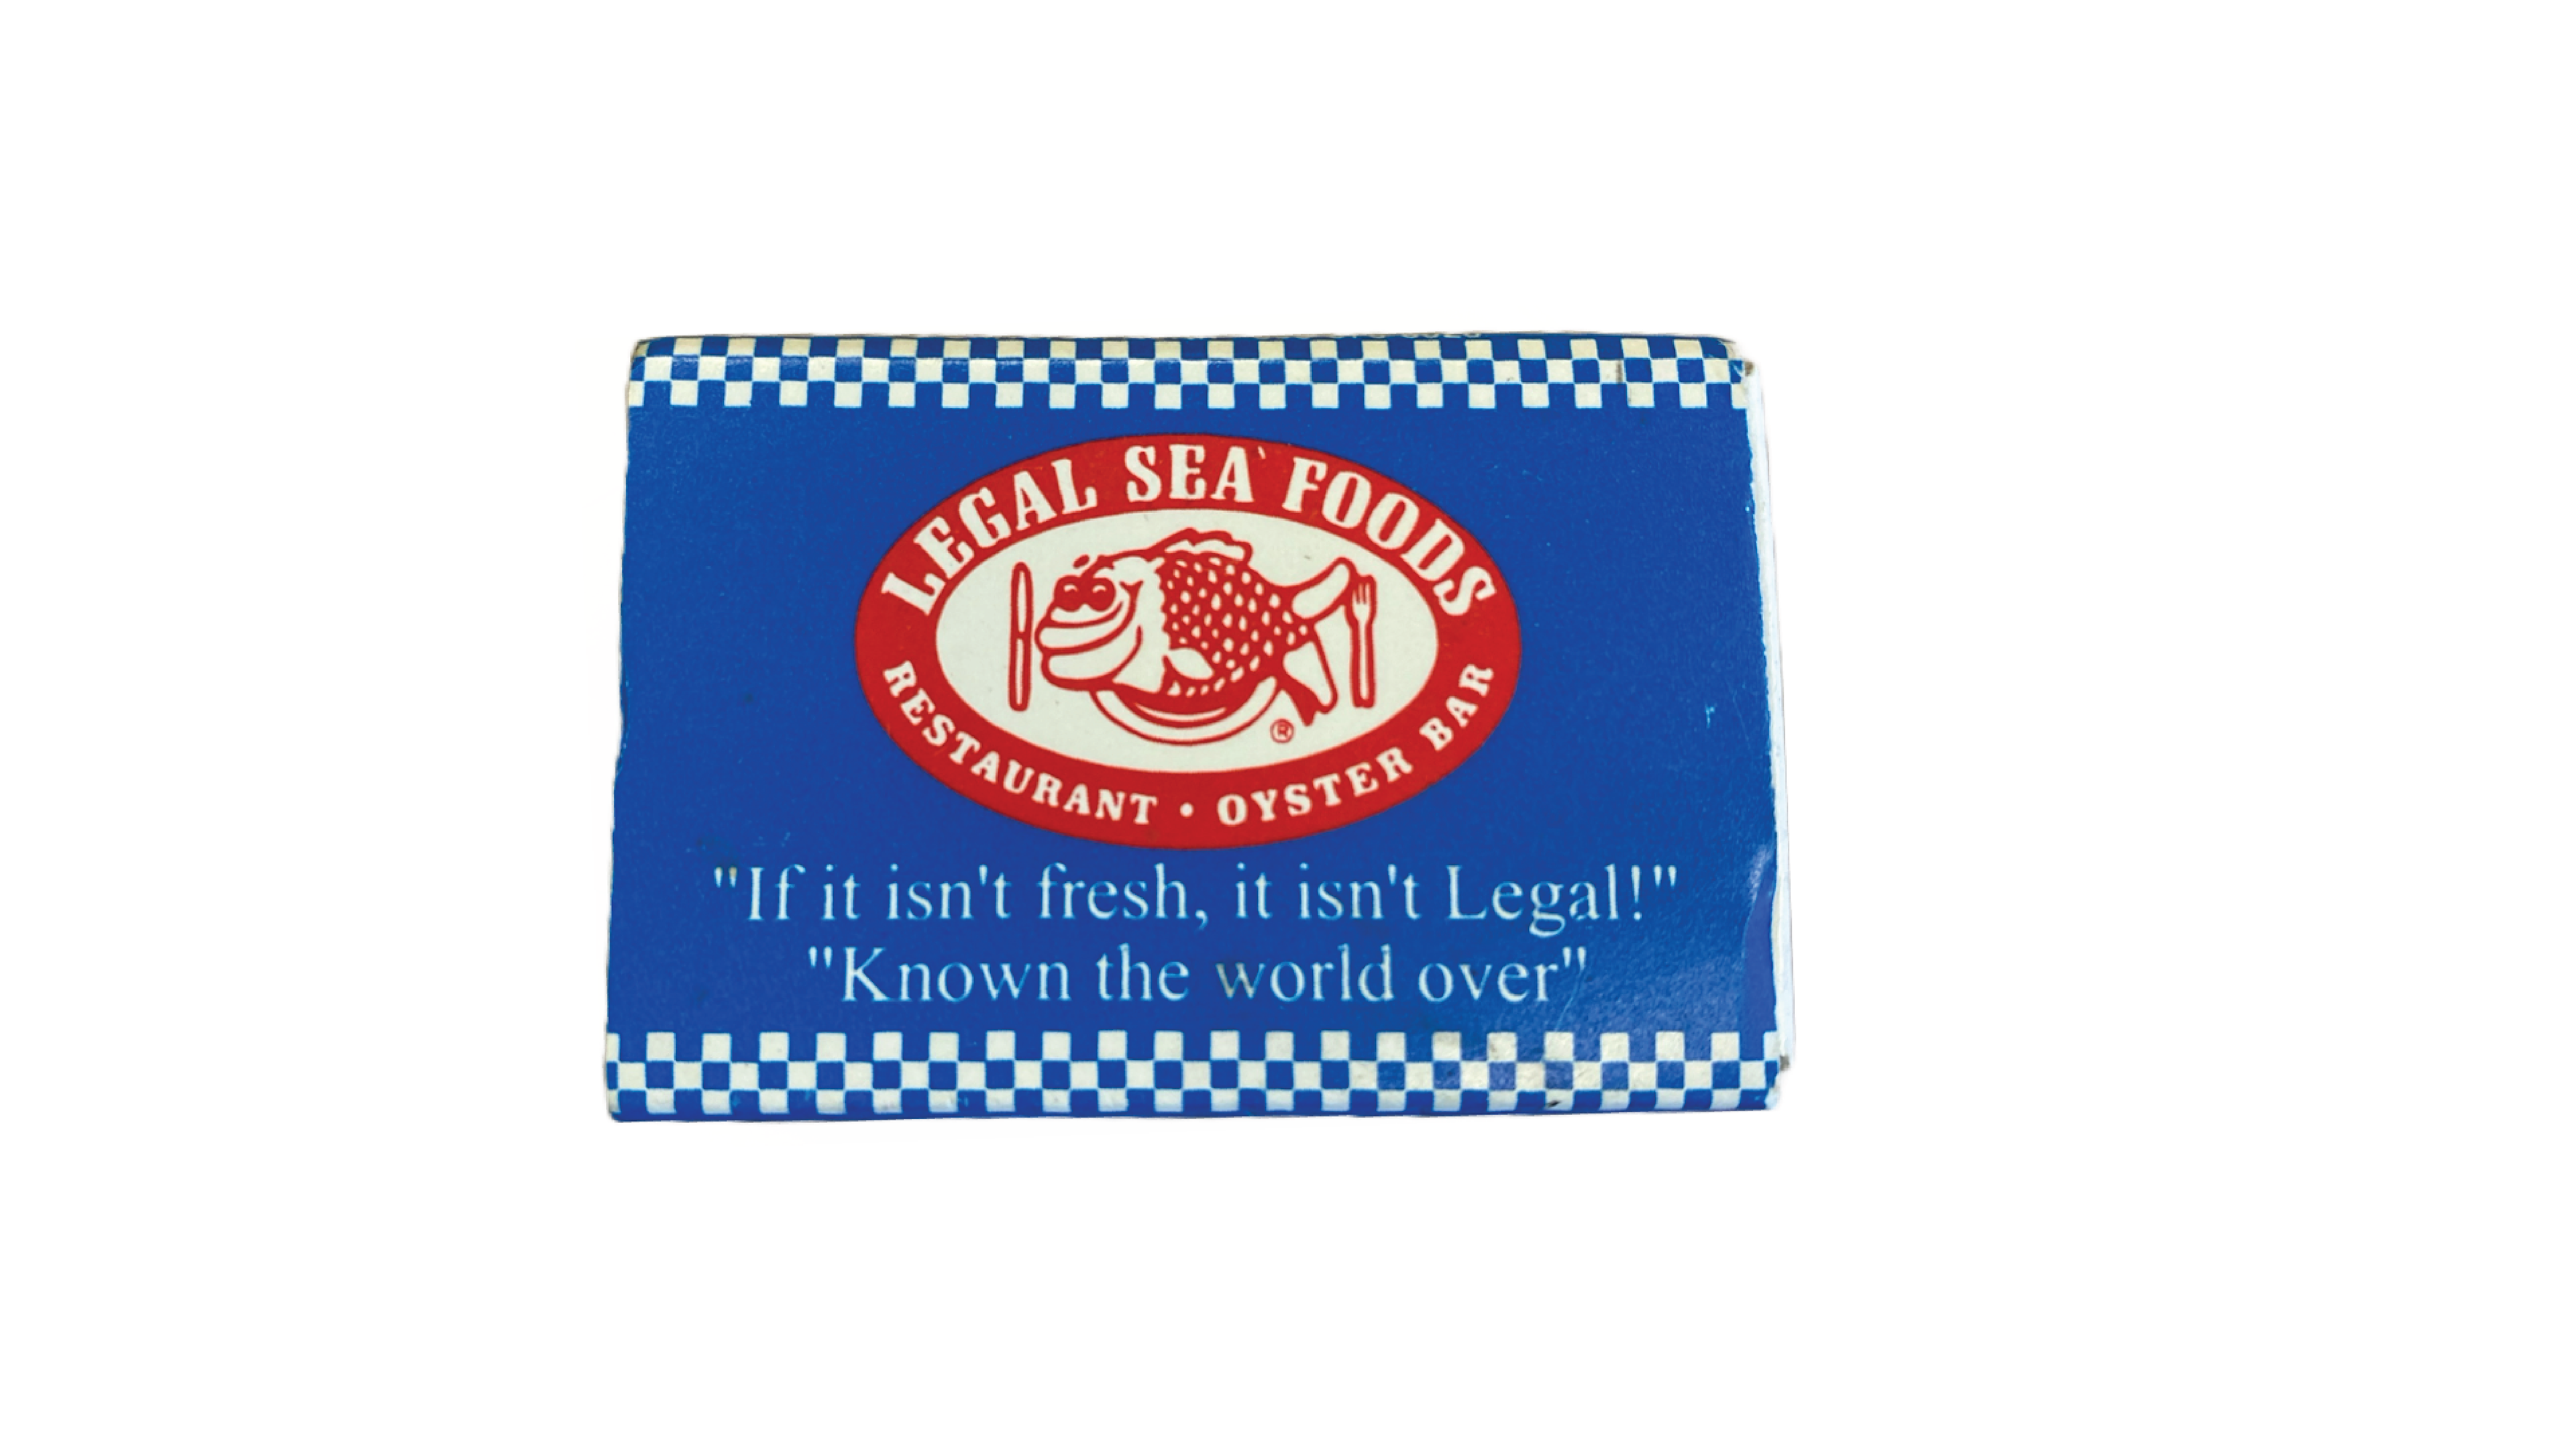 LEGAL SEA FOODS
®
RESTAURANT • OYSTER BAR
"If it isn't fresh, it isn't Legal!"
"Known the world over"